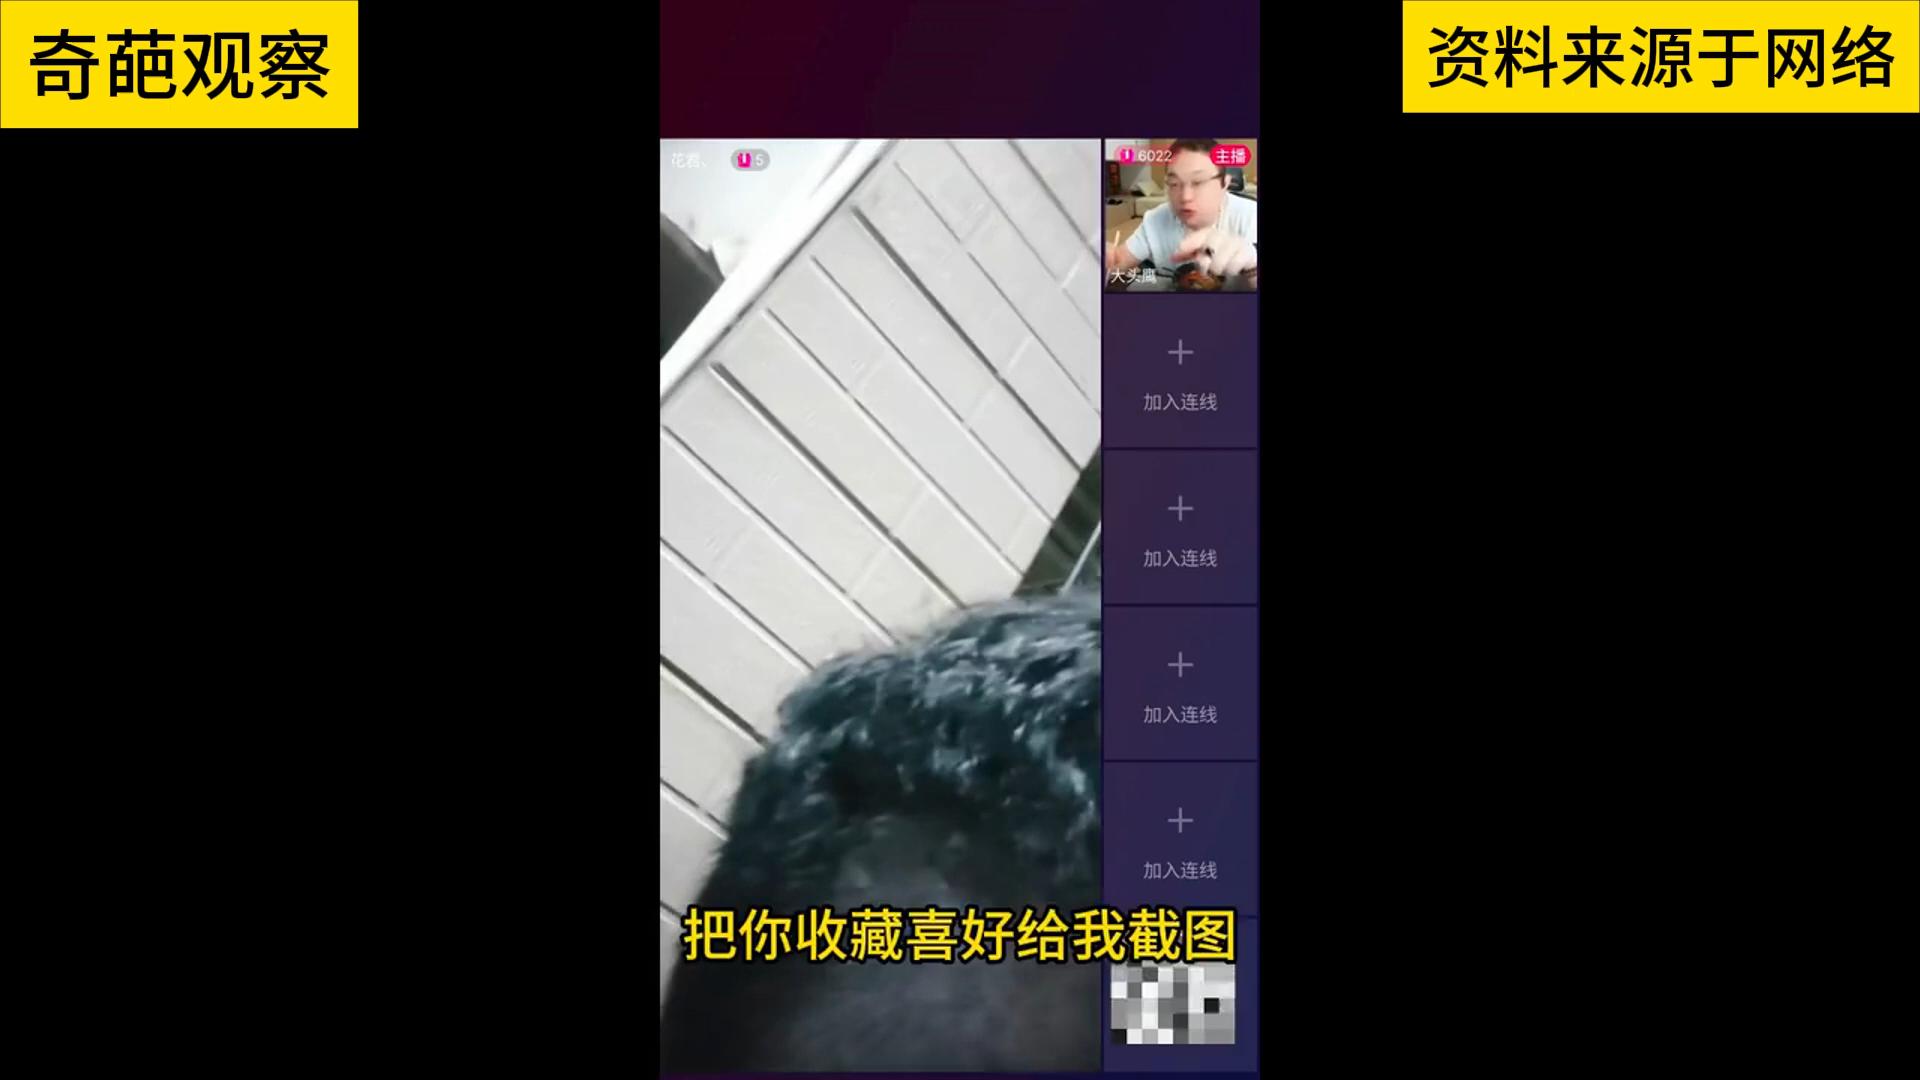 奇葩观察
资料来源于网络
花君、
5
6022
主播
大头鹰
加入连线
加入连线
加入连线
加入连线
把你收藏喜好给我截图